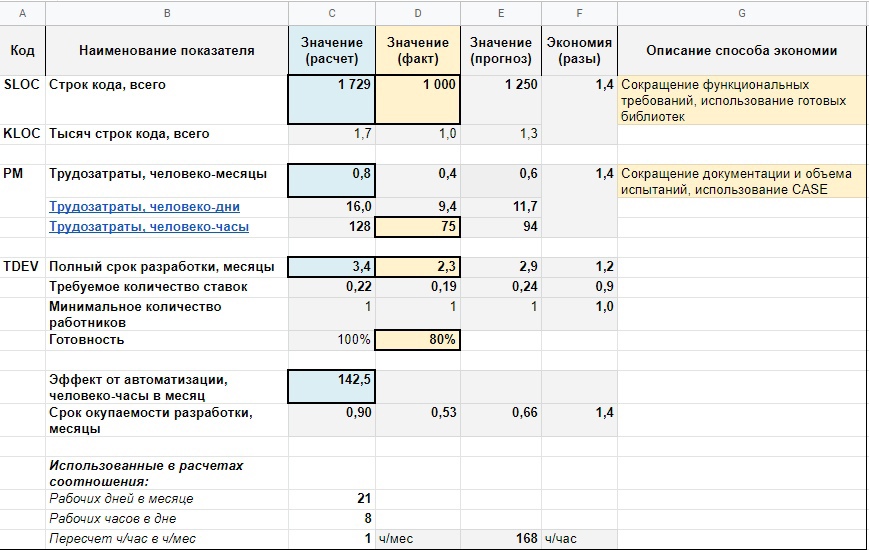 A B C D E F G
Код Наименование показателя Значение (расчет) Значение (факт) Значение (прогноз) Экономия (разы) Описание способа экономии
SLOC Строк кода, всего 1 729 1 000 1 250 1,4 Сокращение функциональных
требований, использование готовых
библиотек
KLOC Тысяч строк кода, всего 1,7 1,0 1,3
PM Трудозатраты, человеко-месяцы 0,8 0,4 0,6 1,4 Сокращение документации и объема
испытаний, использование CASE
Трудозатраты, человеко-дни 16,0 9,4 11,7
Трудозатраты, человеко-часы 128 75 94
TDEV Полный срок разработки, месяцы 3,4 2,3 2,9 1,2
Требуемое количество ставок 0,22 0,19 0,24 0,9
Минимальное количество 1 1 1 1,0
работников
Готовность 100% 80%
Эффект от автоматизации, 142,5
человеко-часы в месяц
Срок окупаемости разработки, 0,90 0,53 0,66 1,4
месяцы
Использованные в расчетах
соотношения:
Рабочих дней в месяце 21
Рабочих часов в дне 8
Пересчет ч/час в ч/мес 1 ч/мес 168 ч/час